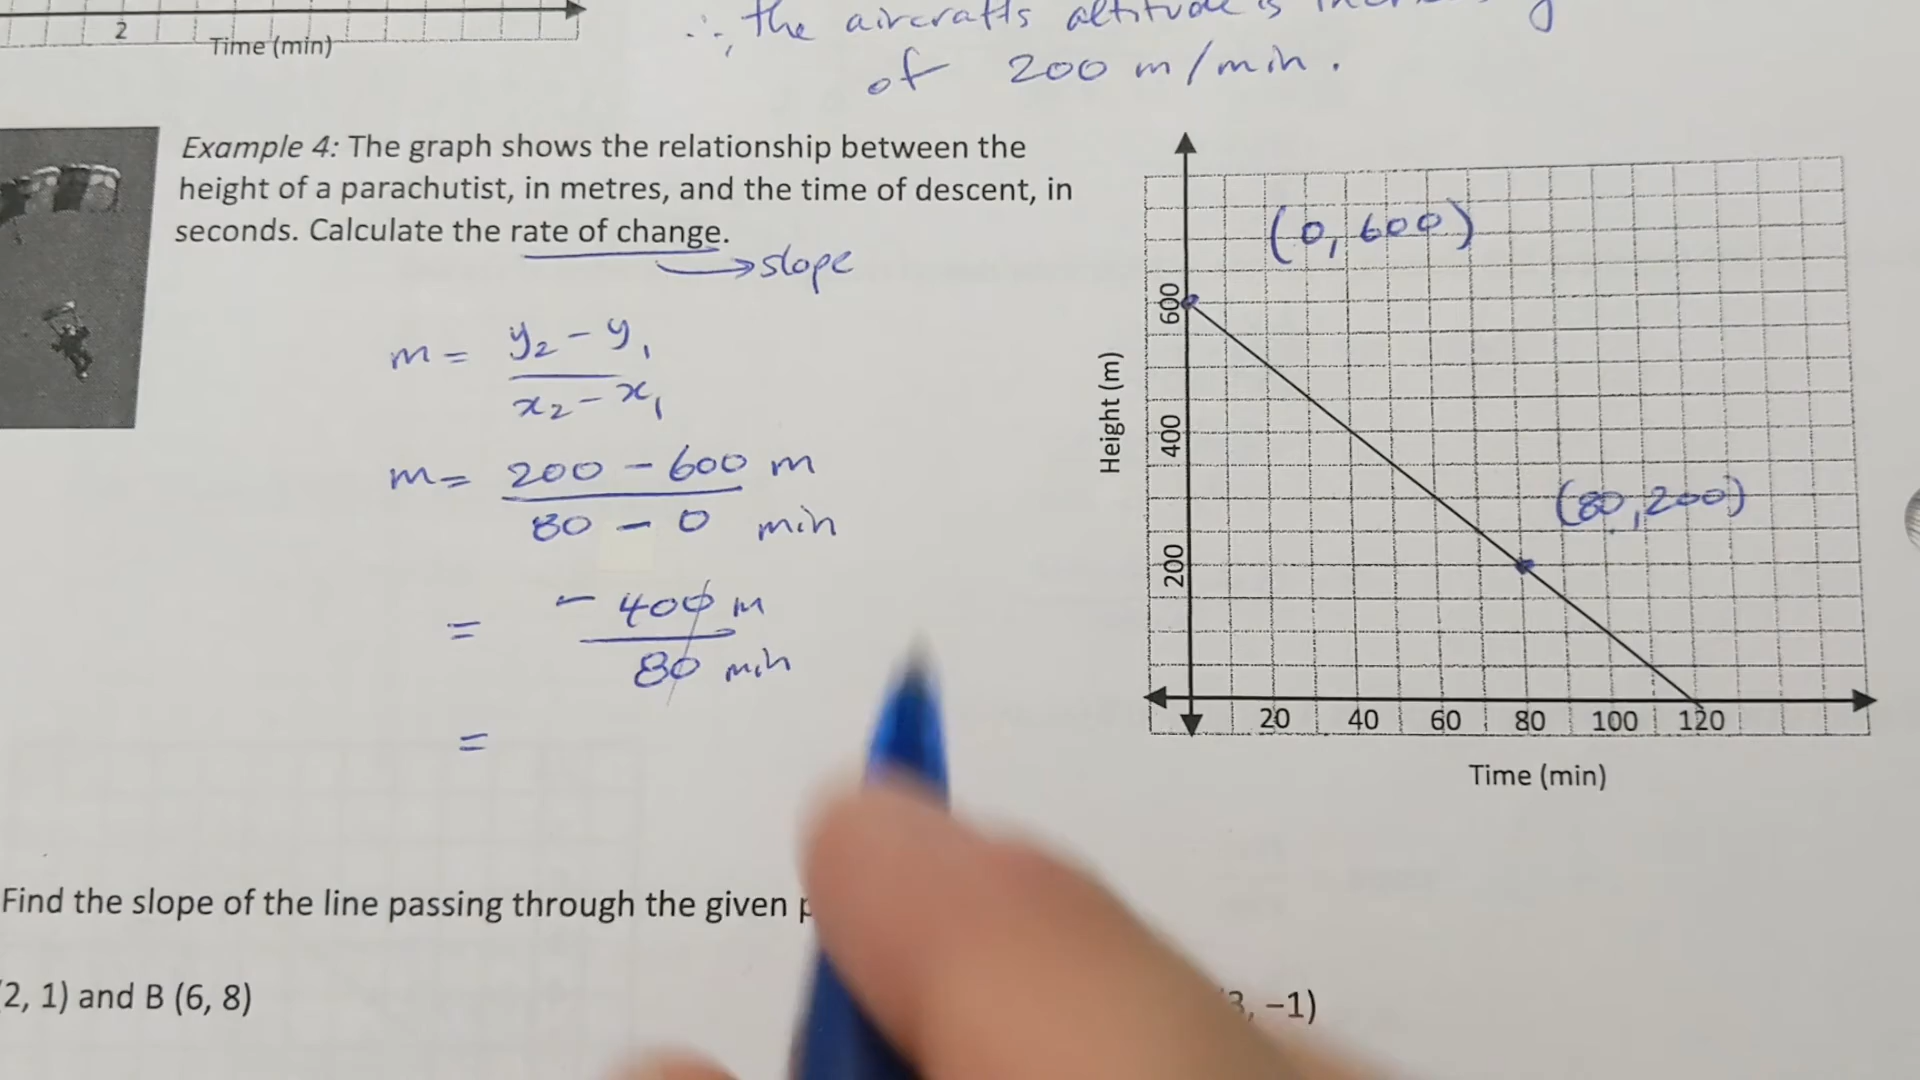 2
Time (min)
∴, the aircrafts altitude is
of 200 m/min.
Example 4: The graph shows the relationship between the
height of a parachutist, in metres, and the time of descent, in
seconds. Calculate the rate of change.
→ slope
m = y₂ - y₁
x₂ - x₁
m = 200 - 600 m
80 - 0 min
= - 400 m
80 min
=
(0, 600)
(80, 200)
Height (m)
600
400
200
20 40 60 80 100 120
Time (min)
Find the slope of the line passing through the given
(2, 1) and B (6, 8)
3, −1)